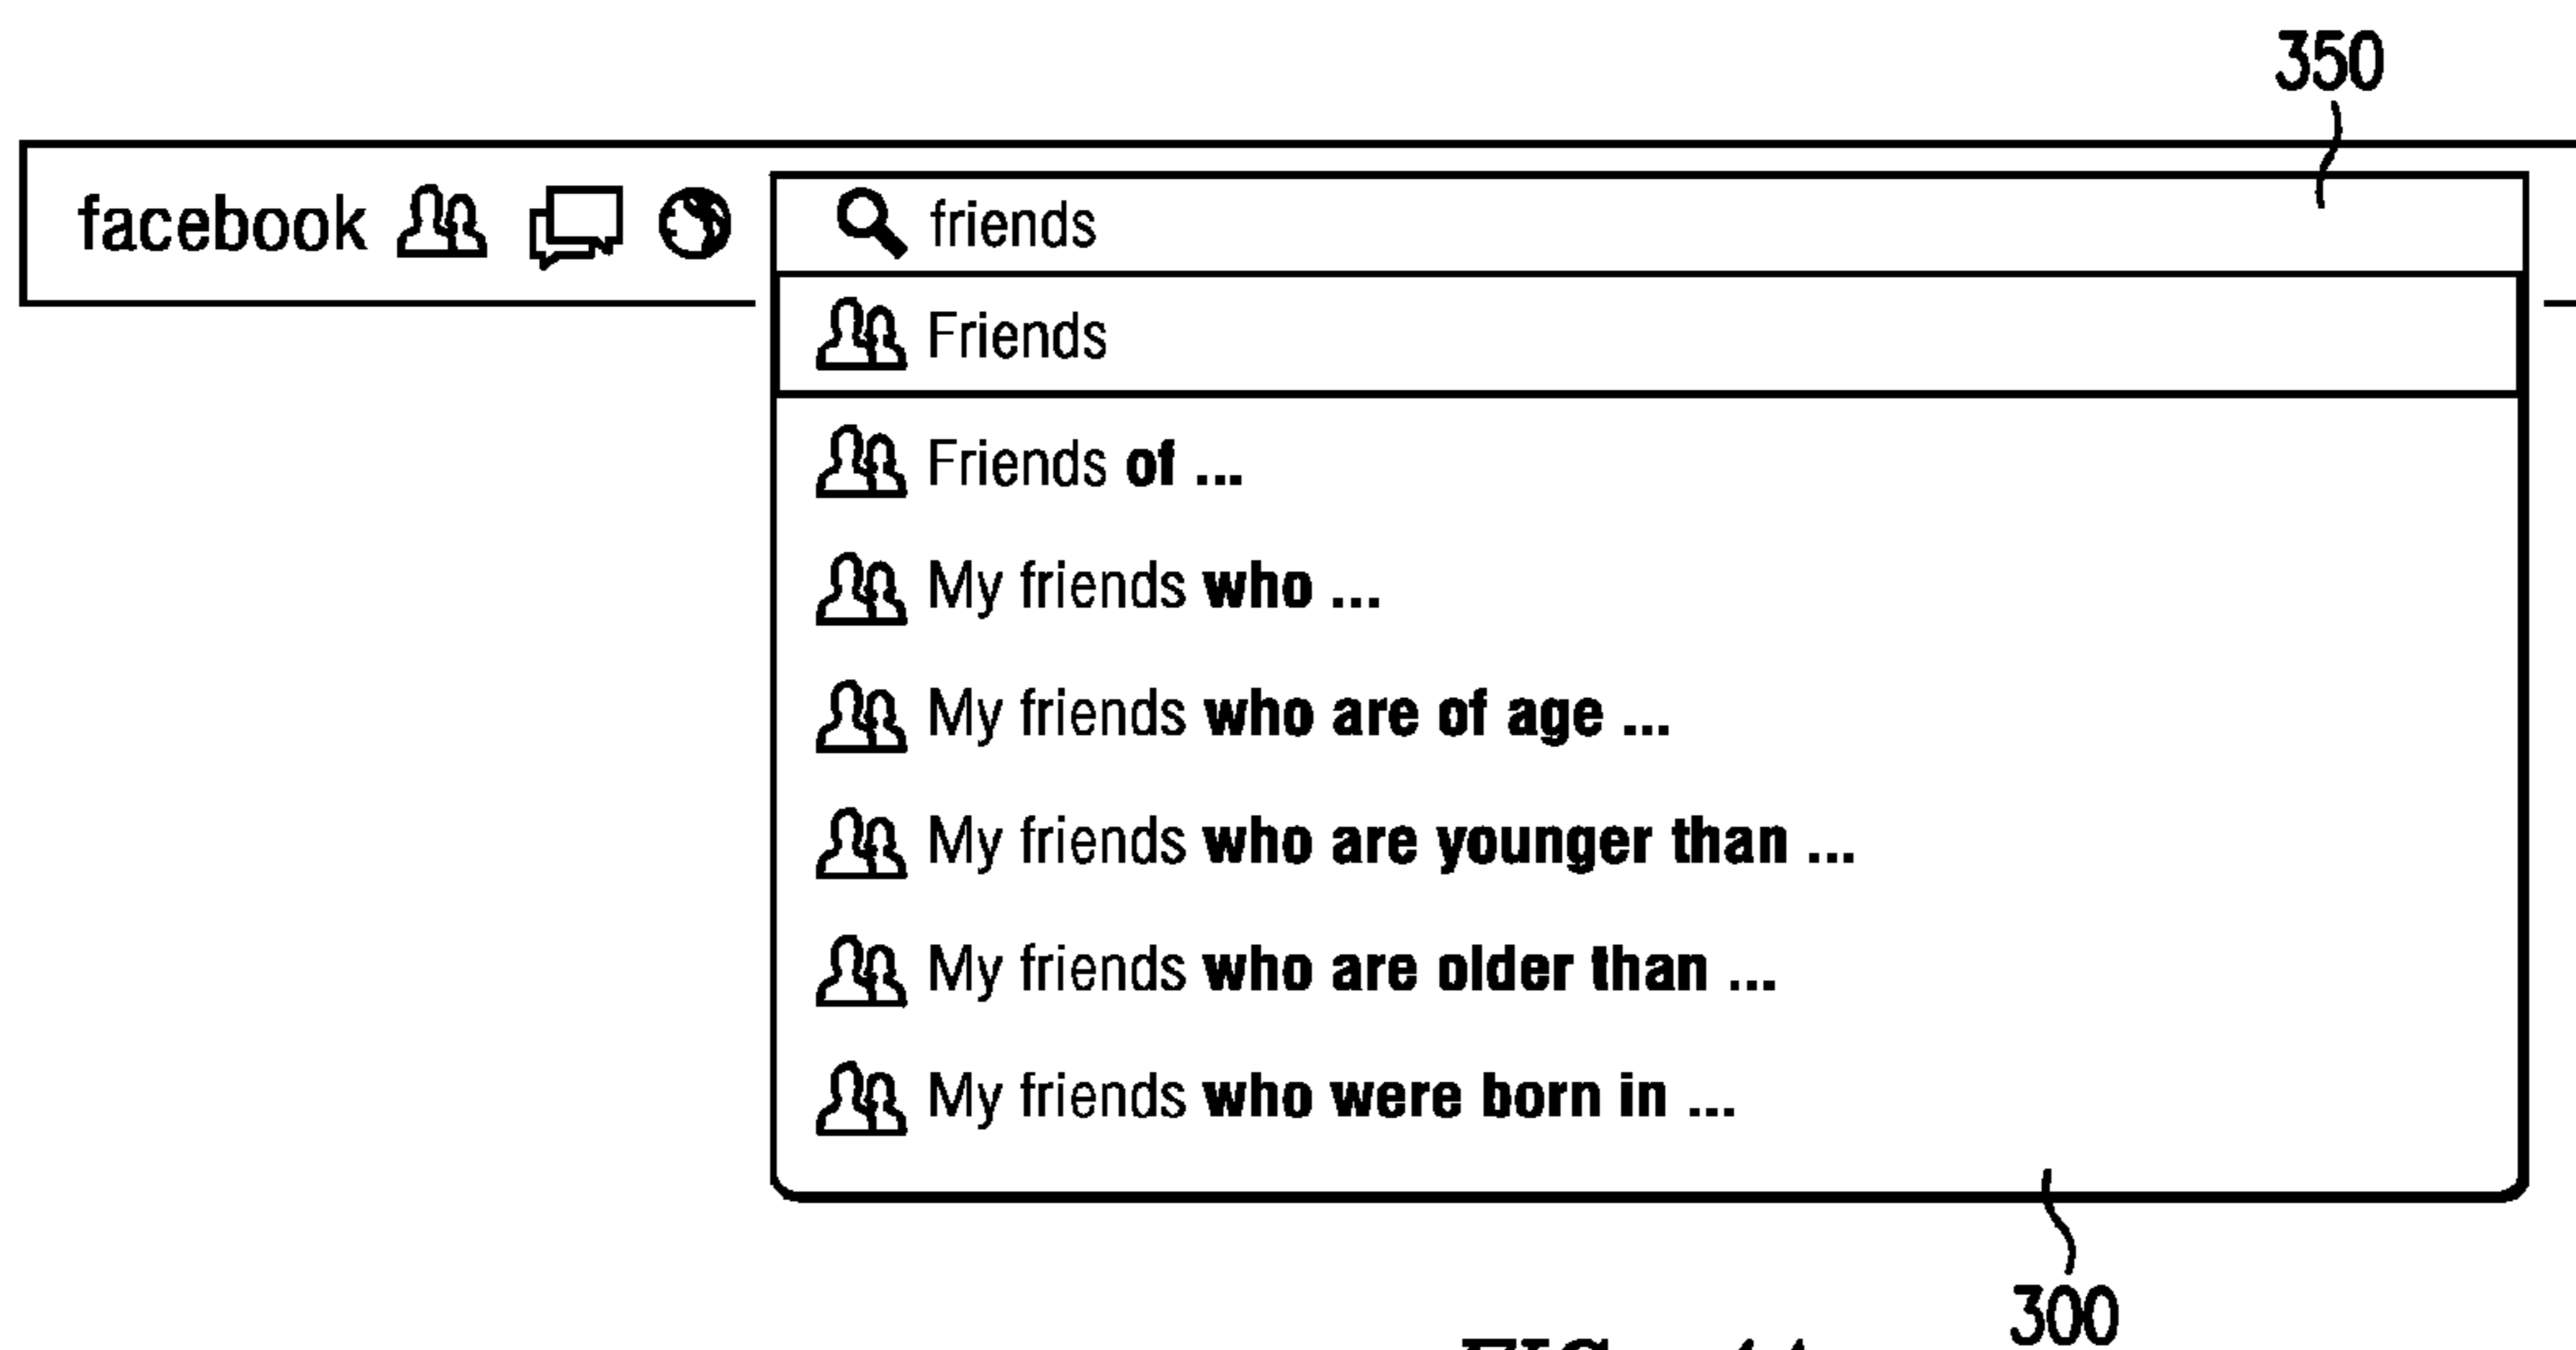 350
facebook
friends
Friends
Friends of ...
My friends who ...
My friends who are of age ...
My friends who are younger than ...
My friends who are older than ...
My friends who were born in ...
300